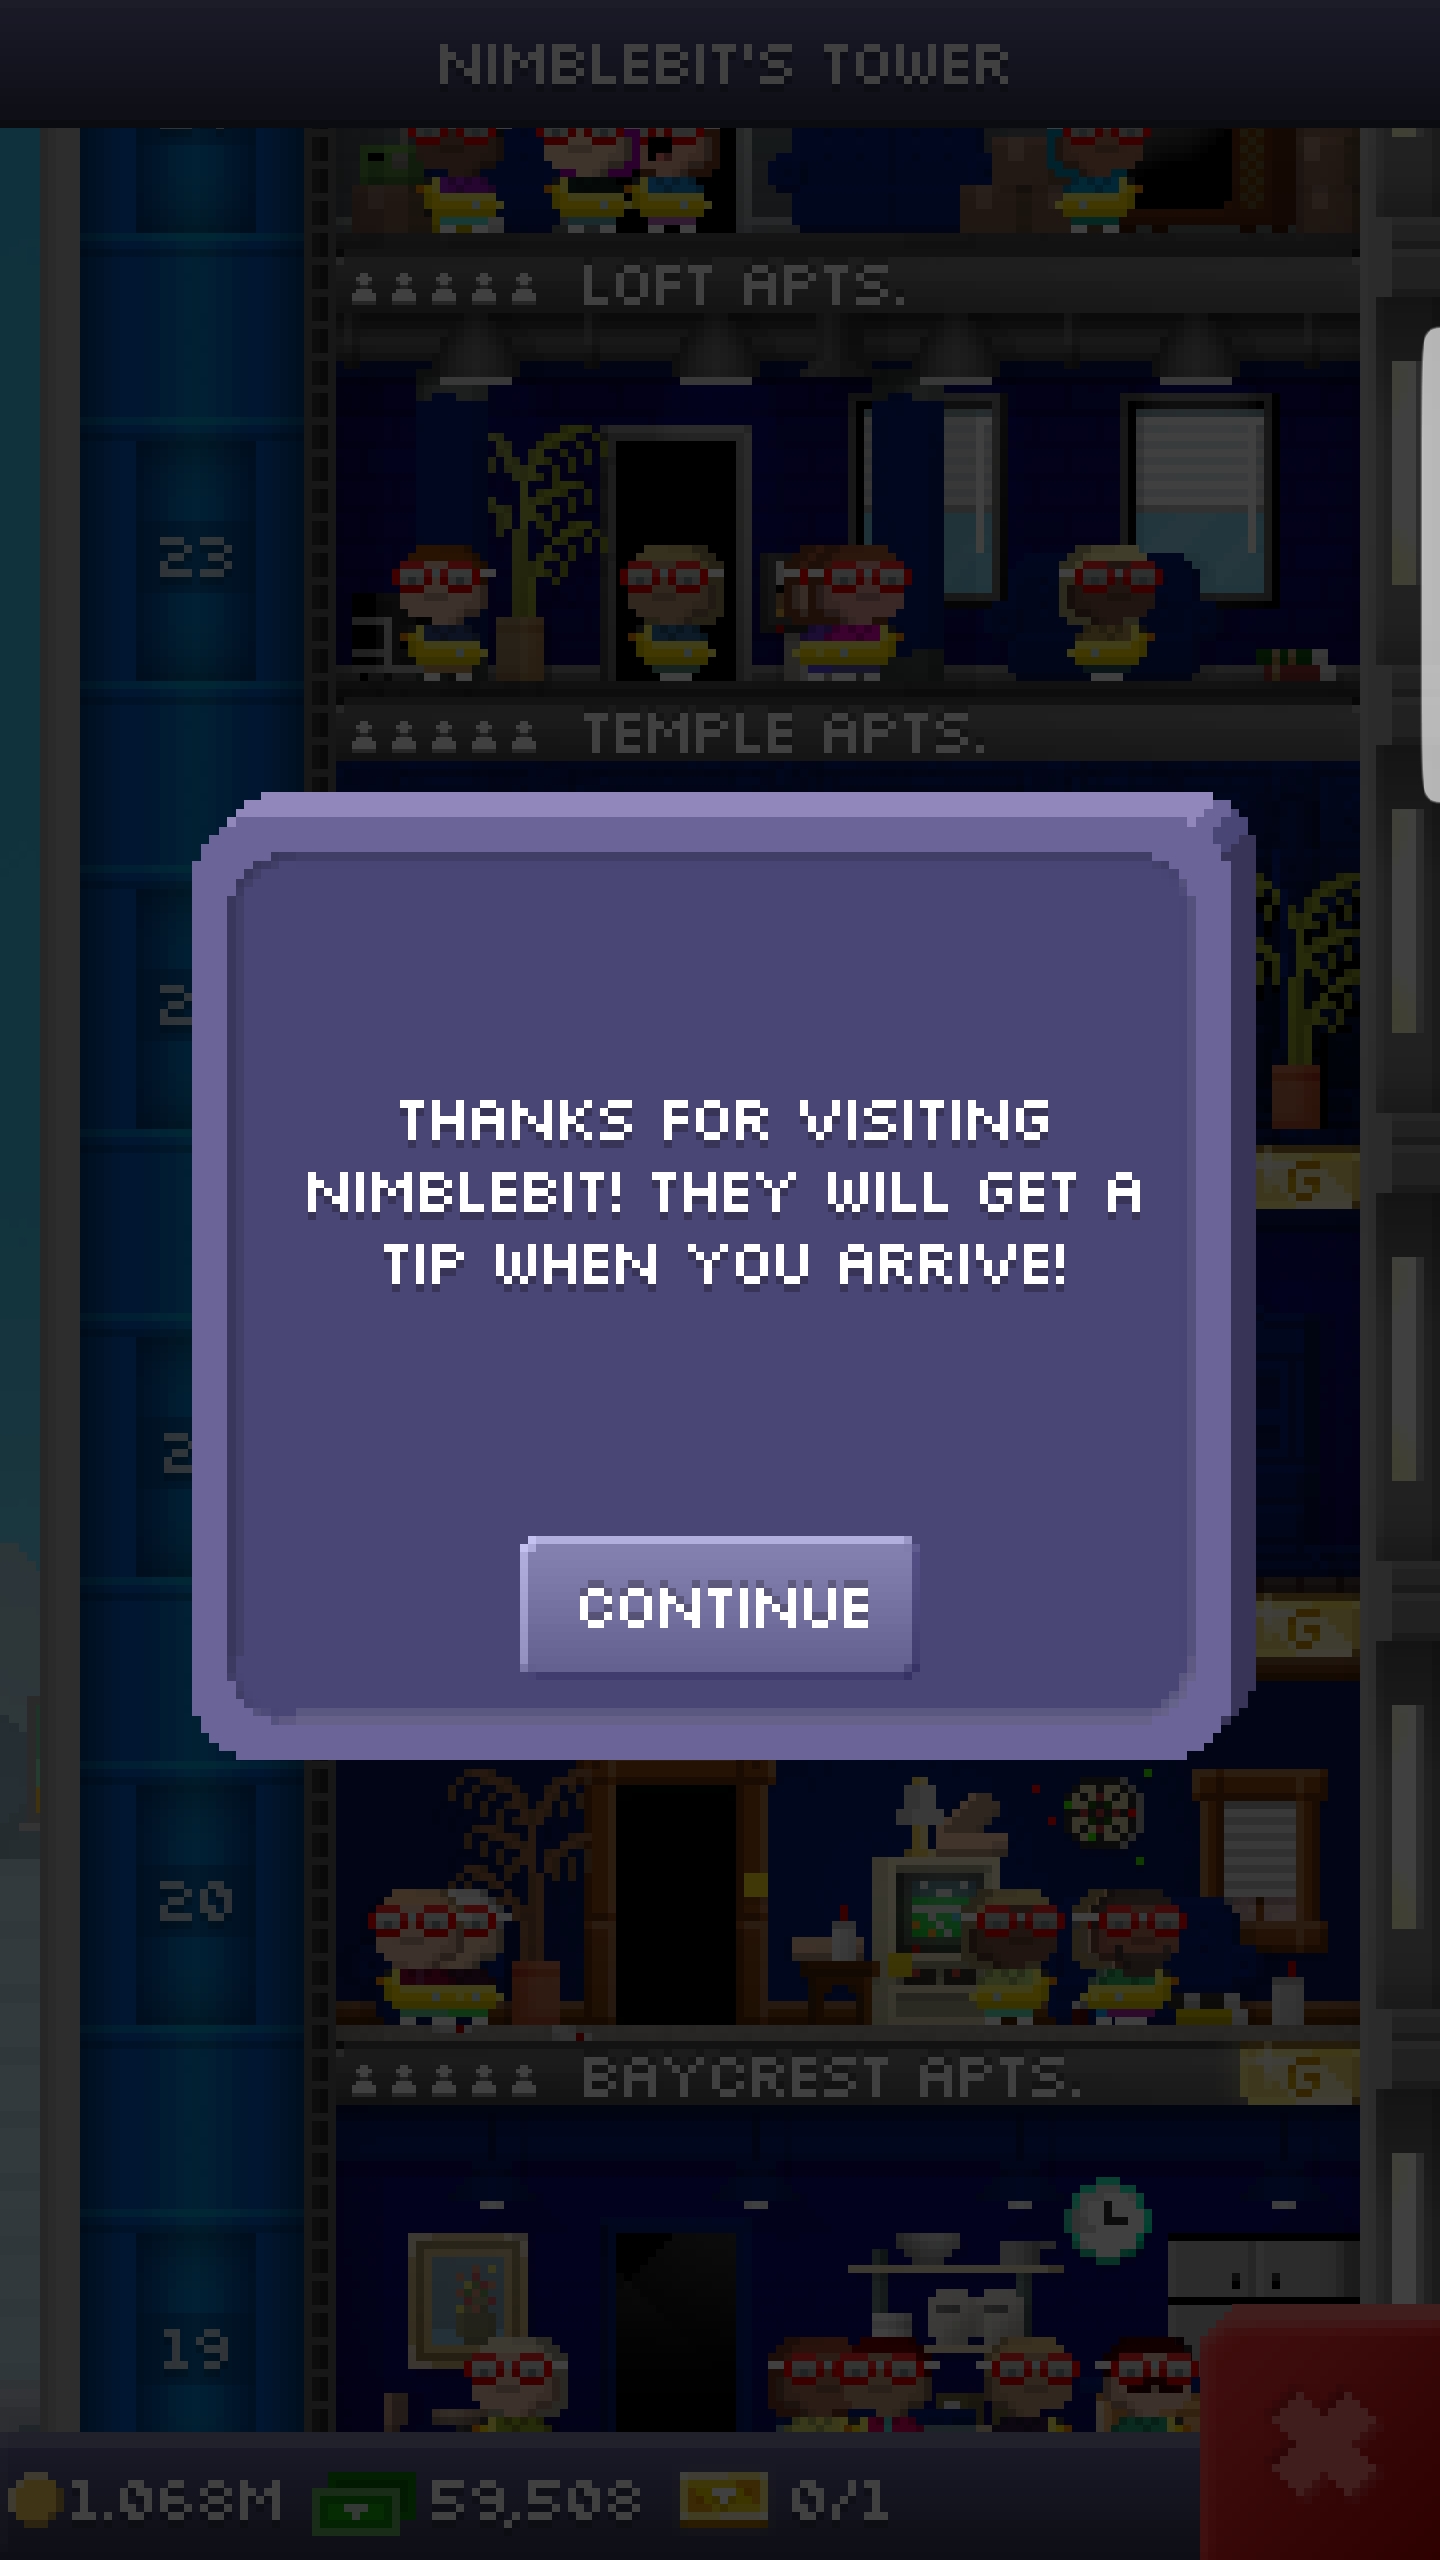 NIMBLEBIT'S TOWER
LOFT APTS.
23
TEMPLE APTS.
THANKS FOR VISITING
NIMBLEBIT! THEY WILL GET A
TIP WHEN YOU ARRIVE!
G
CONTINUE
G
20
BAYCREST APTS.
G
19
1.068M
59,508
0/1